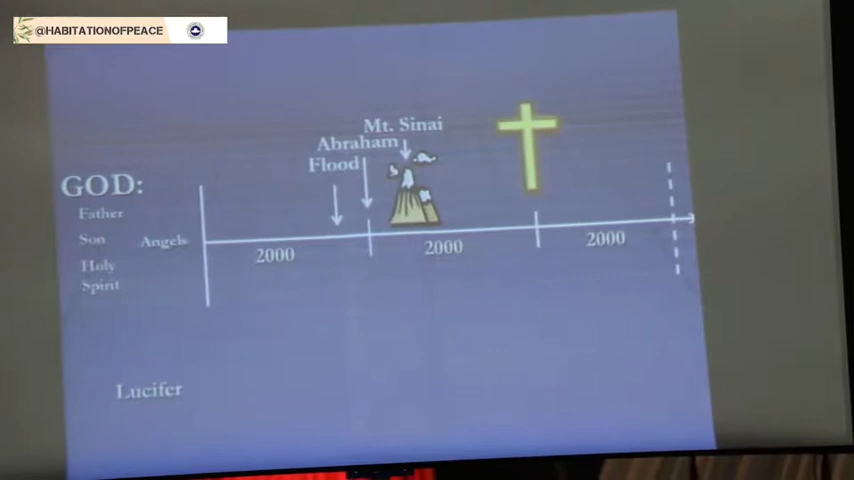 @HABITATIONOFPEACE
Mt. Sinai
Abraham
Flood
GOD:
Father
Son
Angels
Holy
Spirit
2000
2000
2000
Lucifer